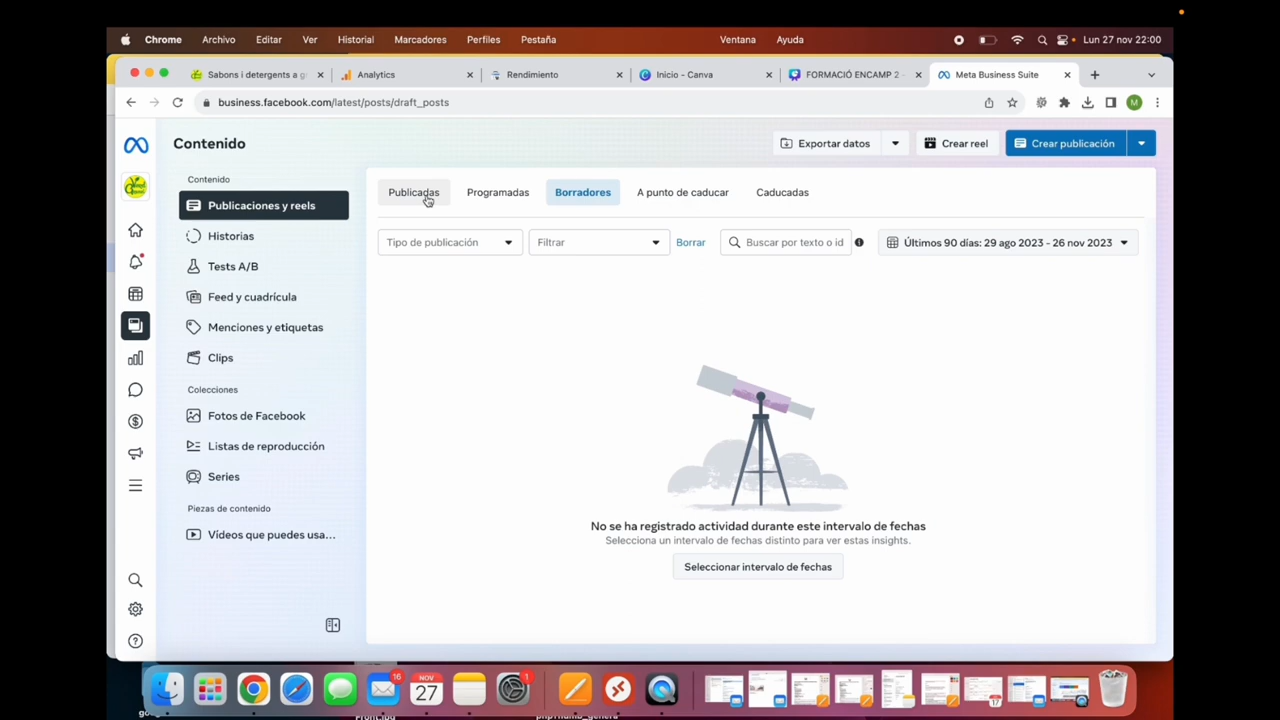 Chrome Archivo Editar Ver Historial Marcadores Perfiles Pestaña Ventana Ayuda Lun 27 nov 22:00
Sabons i detergents a g Analytics Rendimiento Inicio - Canva FORMACIÓ ENCAMP 2 - Meta Business Suite
business.facebook.com/latest/posts/draft_posts
Contenido
Exportar datos Crear reel Crear publicación
Contenido
Publicaciones y reels
Historias
Tests A/B
Feed y cuadrícula
Menciones y etiquetas
Clips
Colecciones
Fotos de Facebook
Listas de reproducción
Series
Piezas de contenido
Vídeos que puedes usa...
Publicadas Programadas Borradores A punto de caducar Caducadas
Tipo de publicación Filtrar Borrar Buscar por texto o id Últimos 90 días: 29 ago 2023 - 26 nov 2023
No se ha registrado actividad durante este intervalo de fechas
Selecciona un intervalo de fechas distinto para ver estas insights.
Seleccionar intervalo de fechas
16
NOV
27
1
17